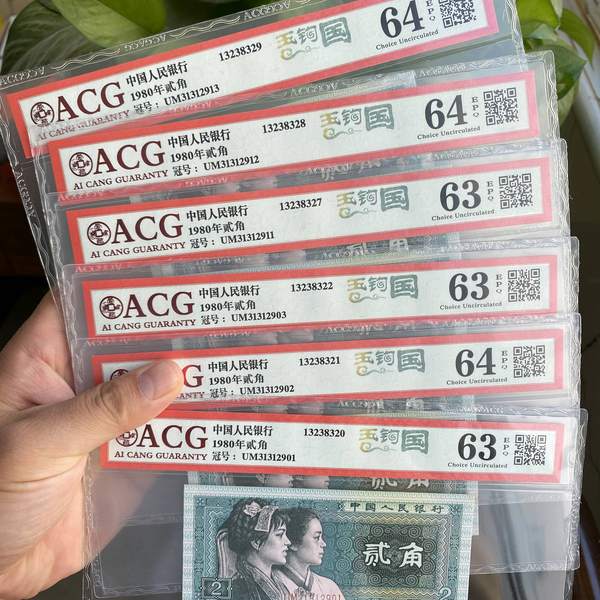 ACG
AI CANG GUARANTY
中国人民银行
1980年贰角
冠号：UM31312913
13238329
玉钩国
64
EPQ
Choice Uncirculated
ACG
AI CANG GUARANTY
中国人民银行
1980年贰角
冠号：UM31312912
13238328
玉钩国
64
EPQ
Choice Uncirculated
ACG
AI CANG GUARANTY
中国人民银行
1980年贰角
冠号：UM31312911
13238327
玉钩国
63
EPQ
Choice Uncirculated
ACG
AI CANG GUARANTY
中国人民银行
1980年贰角
冠号：UM31312903
13238322
玉钩国
63
EPQ
Choice Uncirculated
ACG
AI CANG GUARANTY
中国人民银行
1980年贰角
冠号：UM31312902
13238321
玉钩国
64
EPQ
Choice Uncirculated
ACG
AI CANG GUARANTY
中国人民银行
1980年贰角
冠号：UM31312901
13238320
玉钩国
63
EPQ
Choice Uncirculated
中国人民银行
贰角
2
2
UM31312901